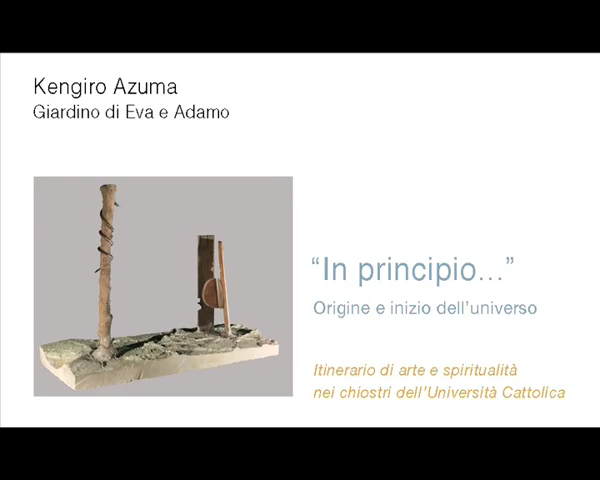 Kengiro Azuma
Giardino di Eva e Adamo
“In principio...”
Origine e inizio dell’universo
Itinerario di arte e spiritualità
nei chiostri dell’Università Cattolica